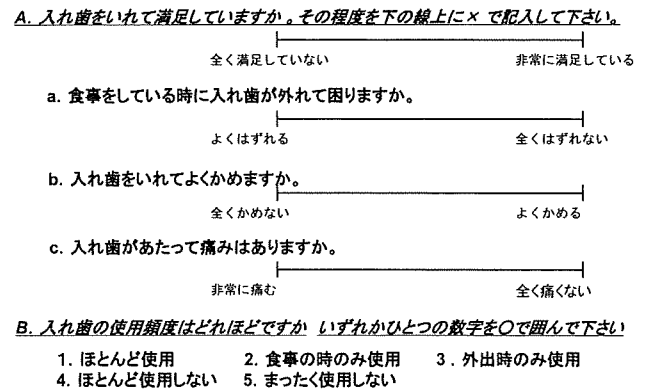 A. 入れ歯をいれて満足していますか 。その程度を下の線上に× で記入して下さい。
全く満足していない 非常に満足している
a. 食事をしている時に入れ歯が外れて困りますか。
よくはずれる 全くはずれない
b. 入れ歯をいれてよくかめますか。
全くかめない よくかめる
c. 入れ歯があたって痛みはありますか。
非常に痛む 全く痛くない
B. 入れ歯の使用頻度はどれほどですか いずれかひとつの数字を〇で囲んで下さい
1. ほとんど使用 2. 食事の時のみ使用 3. 外出時のみ使用
4. ほとんど使用しない 5. まったく使用しない